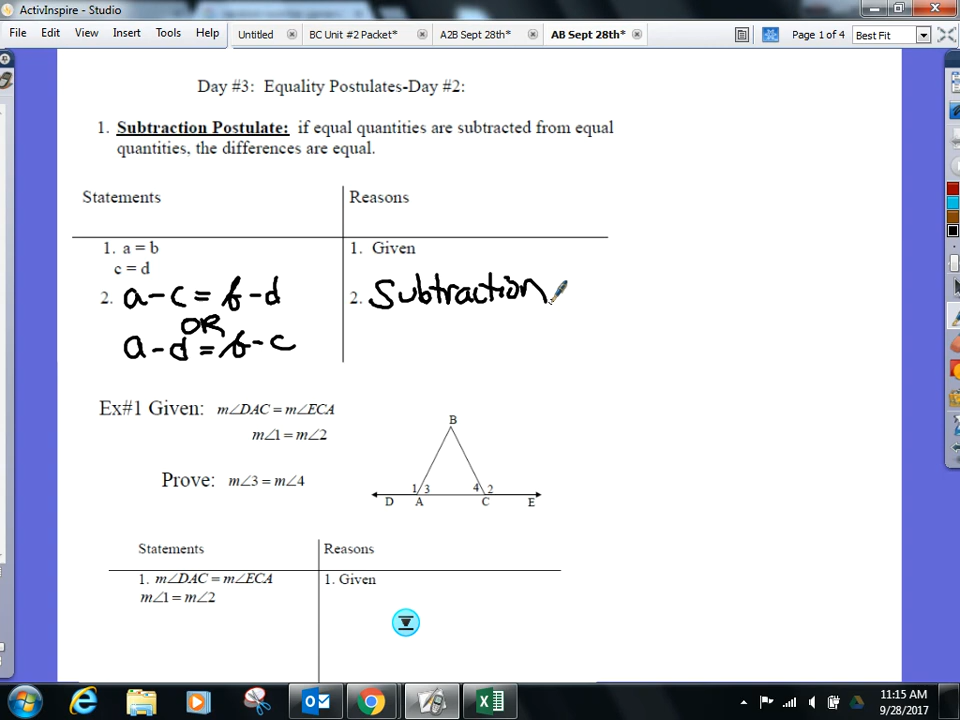 ActivInspire - Studio
File Edit View Insert Tools Help Untitled BC Unit #2 Packet* A2B Sept 28th* AB Sept 28th* Page 1 of 4 Best Fit
Day #3: Equality Postulates-Day #2:
1. Subtraction Postulate: if equal quantities are subtracted from equal
quantities, the differences are equal.
Statements Reasons
1. a = b 1. Given
c = d
2. a-c = b-d 2. Subtraction
OR
a-d = b-c
Ex#1 Given: m∠DAC = m∠ECA
m∠1 = m∠2
Prove: m∠3 = m∠4
B
1 3 4 2
D A C E
Statements Reasons
1. m∠DAC = m∠ECA 1. Given
m∠1 = m∠2
11:15 AM
9/28/2017